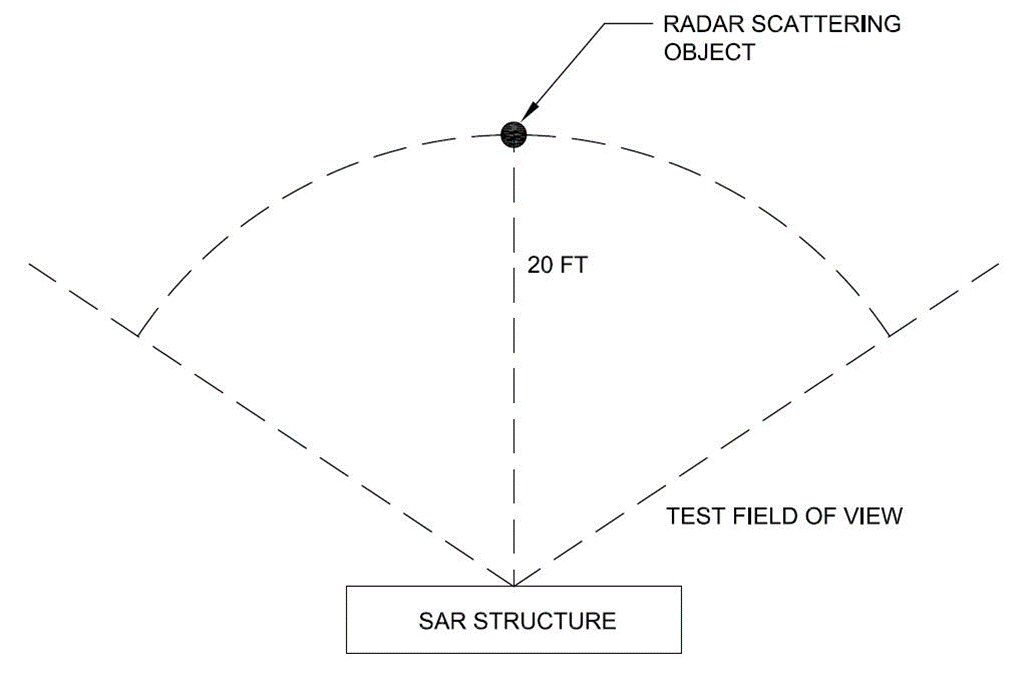 RADAR SCATTERING
OBJECT
20 FT
TEST FIELD OF VIEW
SAR STRUCTURE